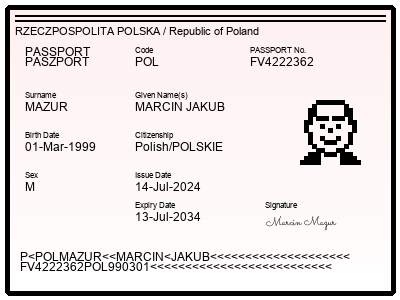 RZECZPOSPOLITA POLSKA / Republic of Poland
PASSPORT Code PASSPORT No.
PASZPORT POL FV4222362
Surname Given Name(s)
MAZUR MARCIN JAKUB
Birth Date Citizenship
01-Mar-1999 Polish/POLSKIE
Sex Issue Date
M 14-Jul-2024
Expiry Date Signature
13-Jul-2034 Marcin Mazur
P<POLMAZUR<<MARCIN<JAKUB<<<<<<<<<<<<<<<<<<<<
FV4222362POL990301<<<<<<<<<<<<<<<<<<<<<<<<<<